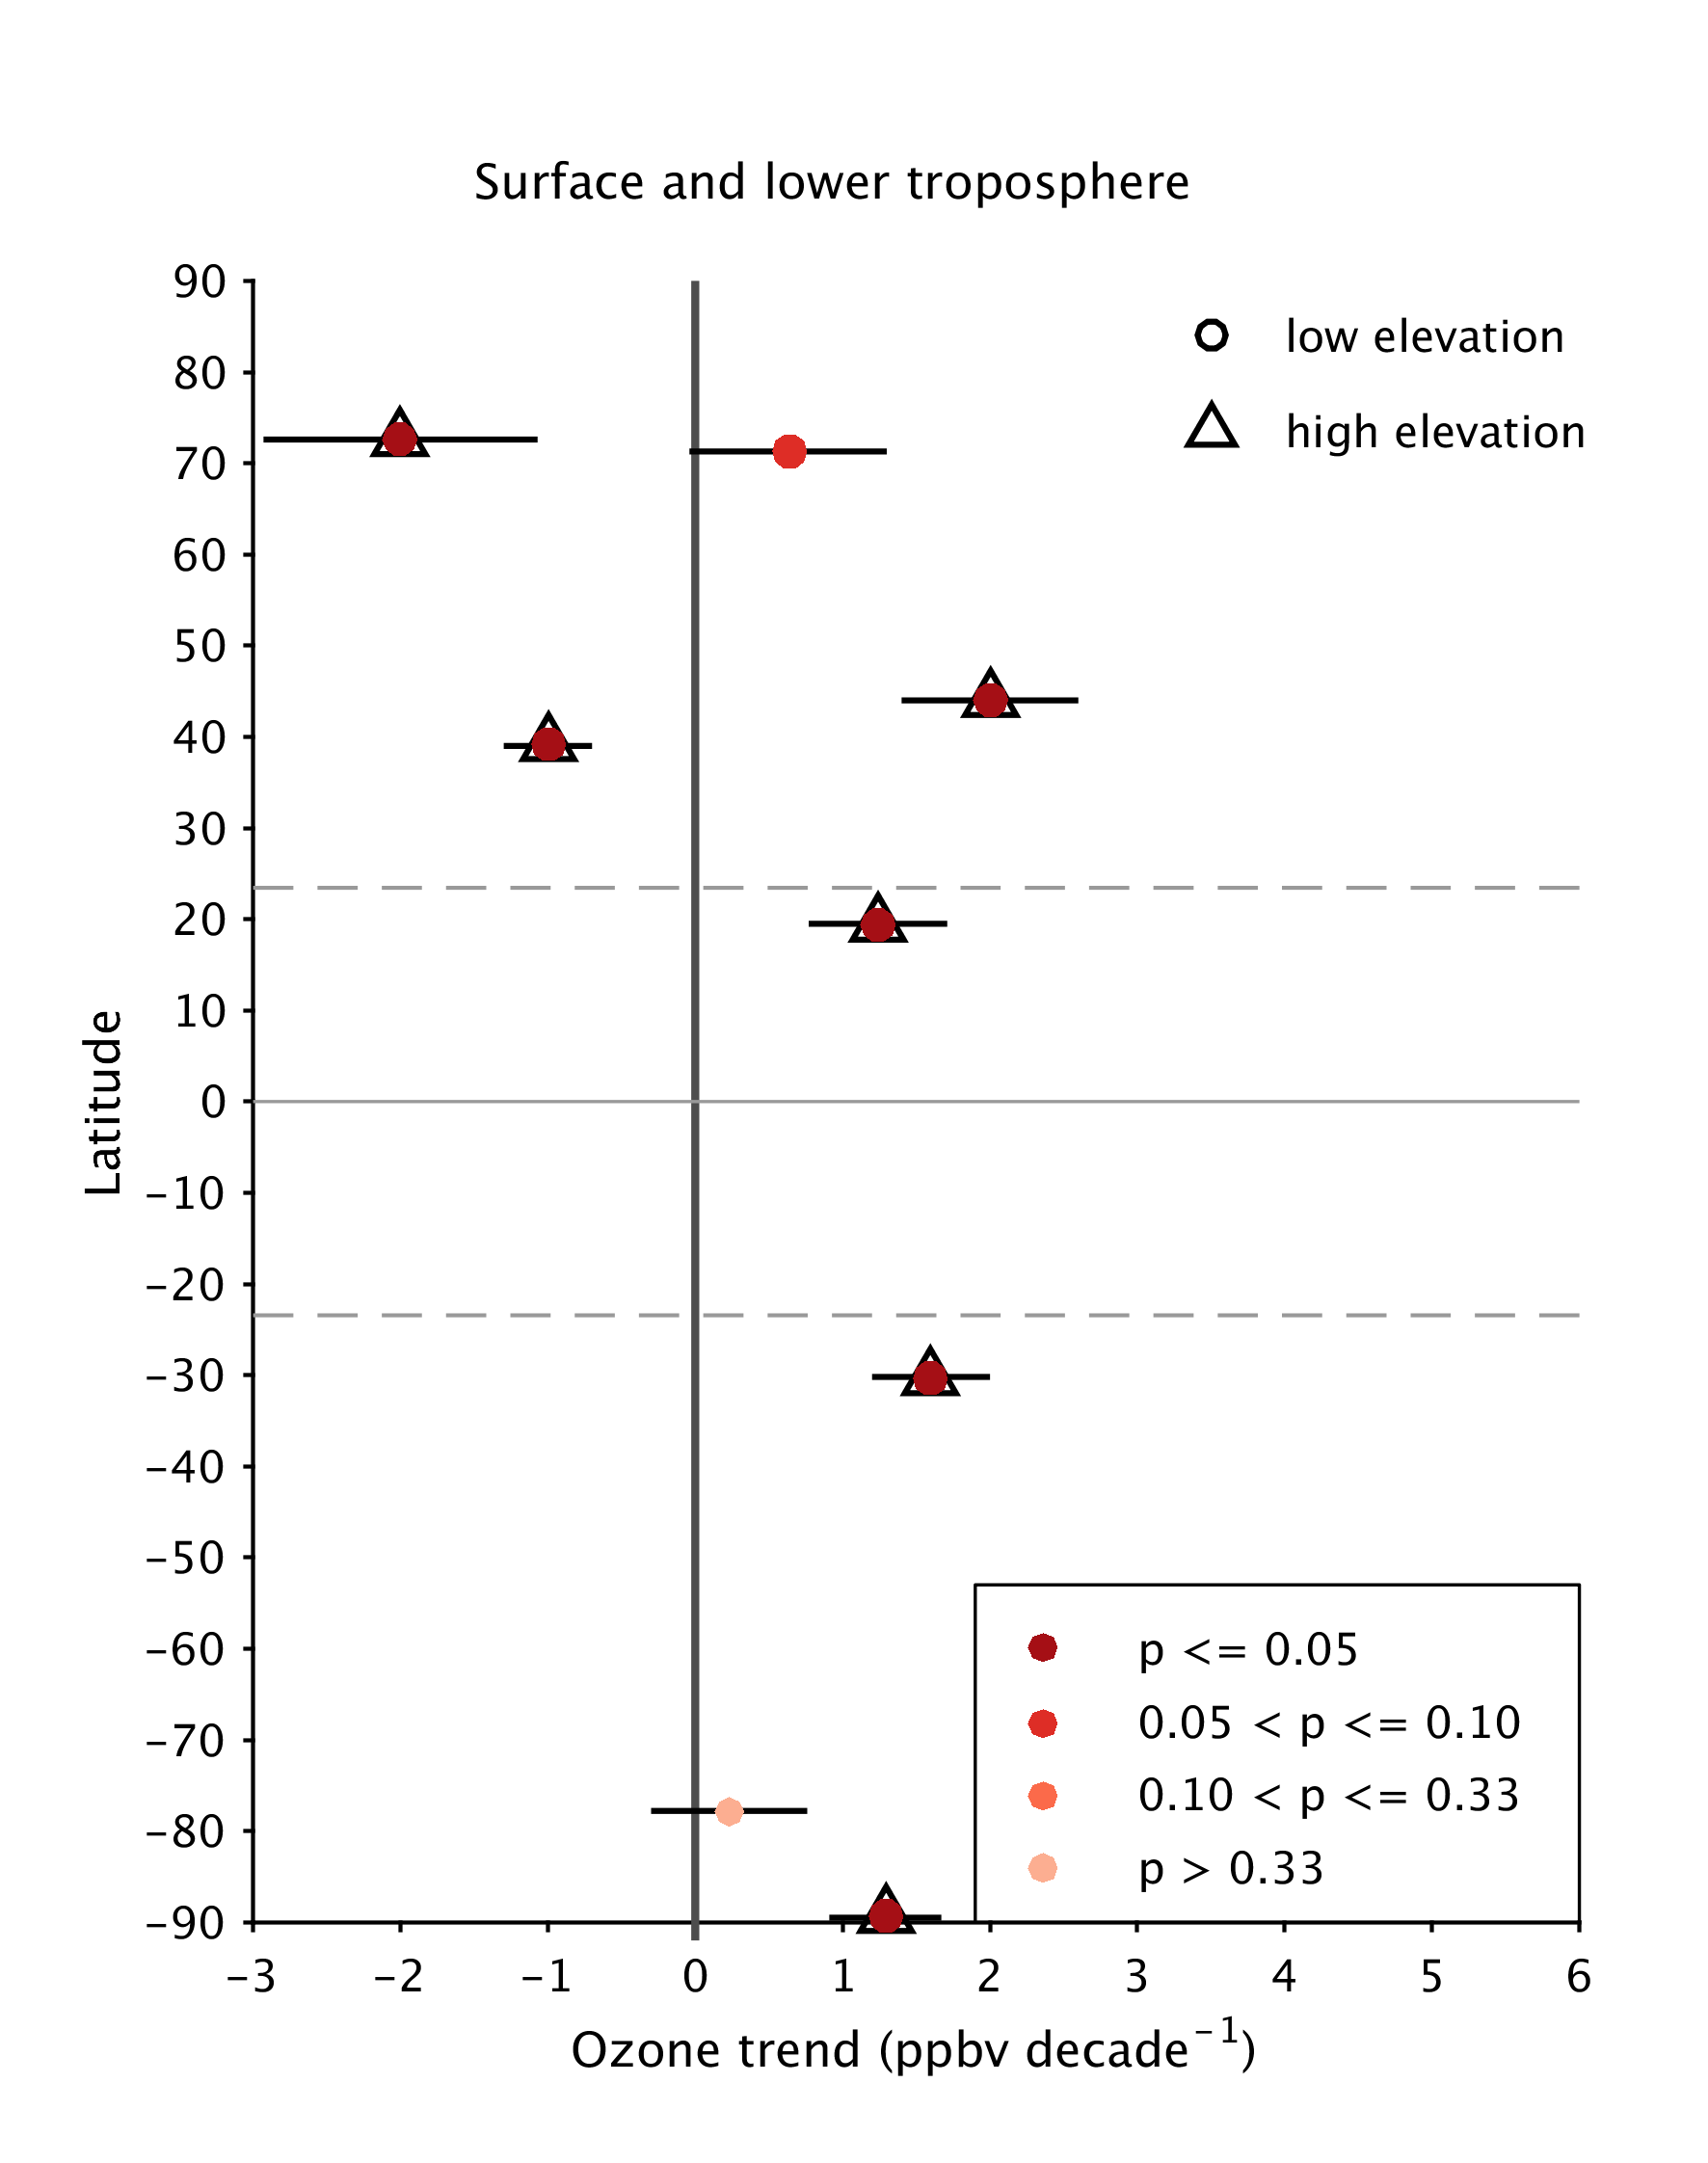 Surface and lower troposphere
90
80
70
60
50
40
30
20
10
0
−10
−20
−30
−40
−50
−60
−70
−80
−90
Latitude
low elevation
high elevation
p <= 0.05
0.05 < p <= 0.10
0.10 < p <= 0.33
p > 0.33
−3 −2 −1 0 1 2 3 4 5 6
Ozone trend (ppbv decade⁻¹)